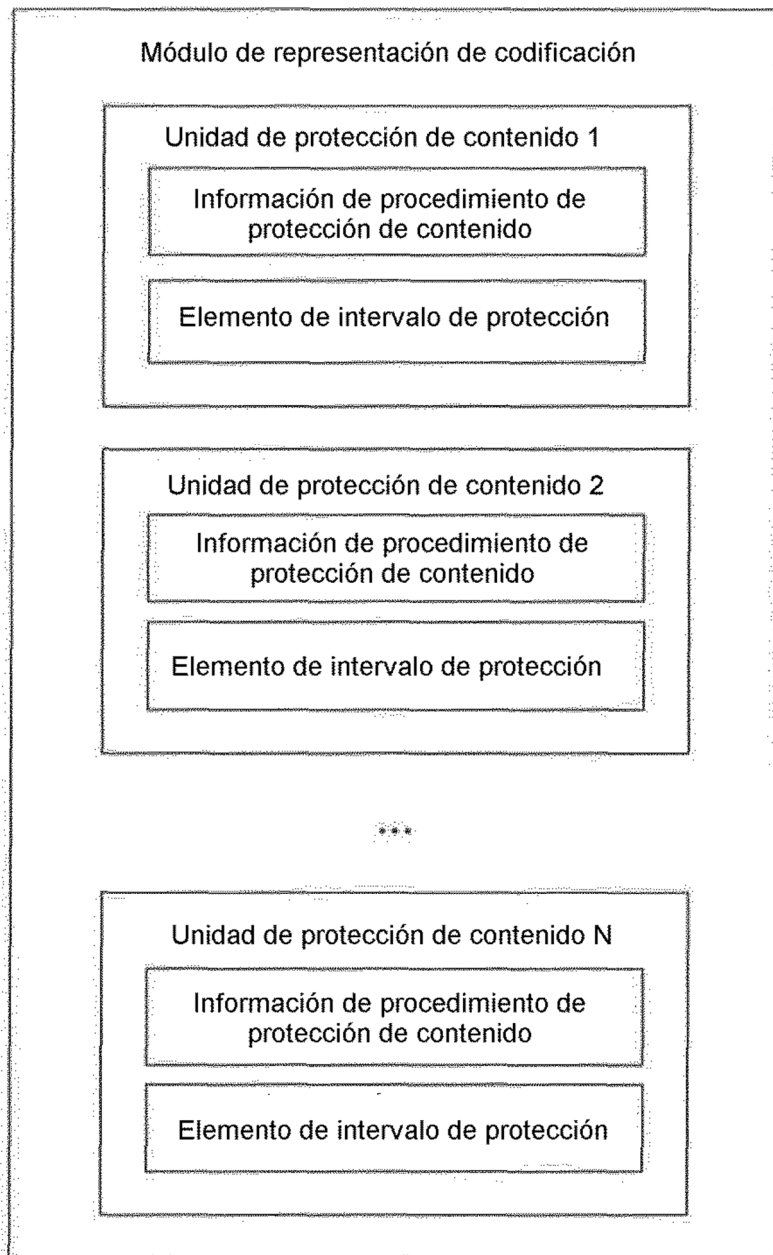 Módulo de representación de codificación
Unidad de protección de contenido 1
Información de procedimiento de
protección de contenido
Elemento de intervalo de protección
Unidad de protección de contenido 2
Información de procedimiento de
protección de contenido
Elemento de intervalo de protección
...
Unidad de protección de contenido N
Información de procedimiento de
protección de contenido
Elemento de intervalo de protección